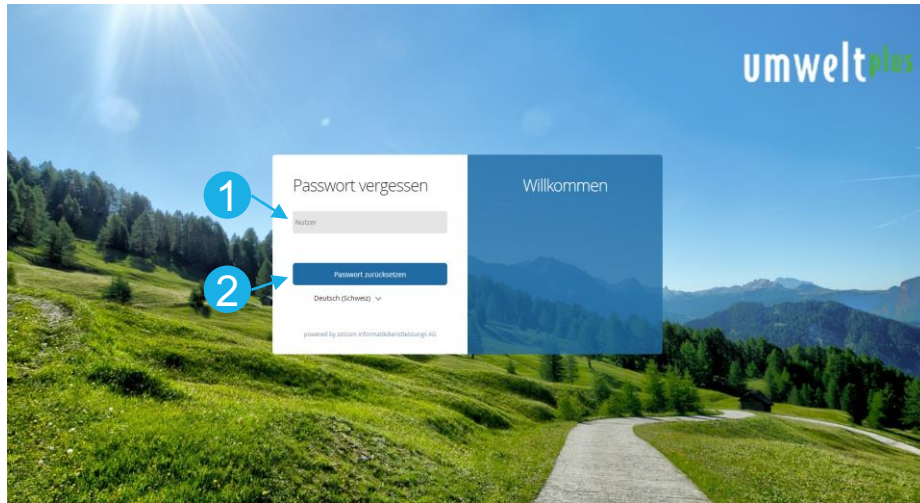 umweltplus
Passwort vergessen
Willkommen
1
Nutzer
2
Passwort zurücksetzen
Deutsch (Schweiz)
powered by zetcom Informatikdienstleistungs AG